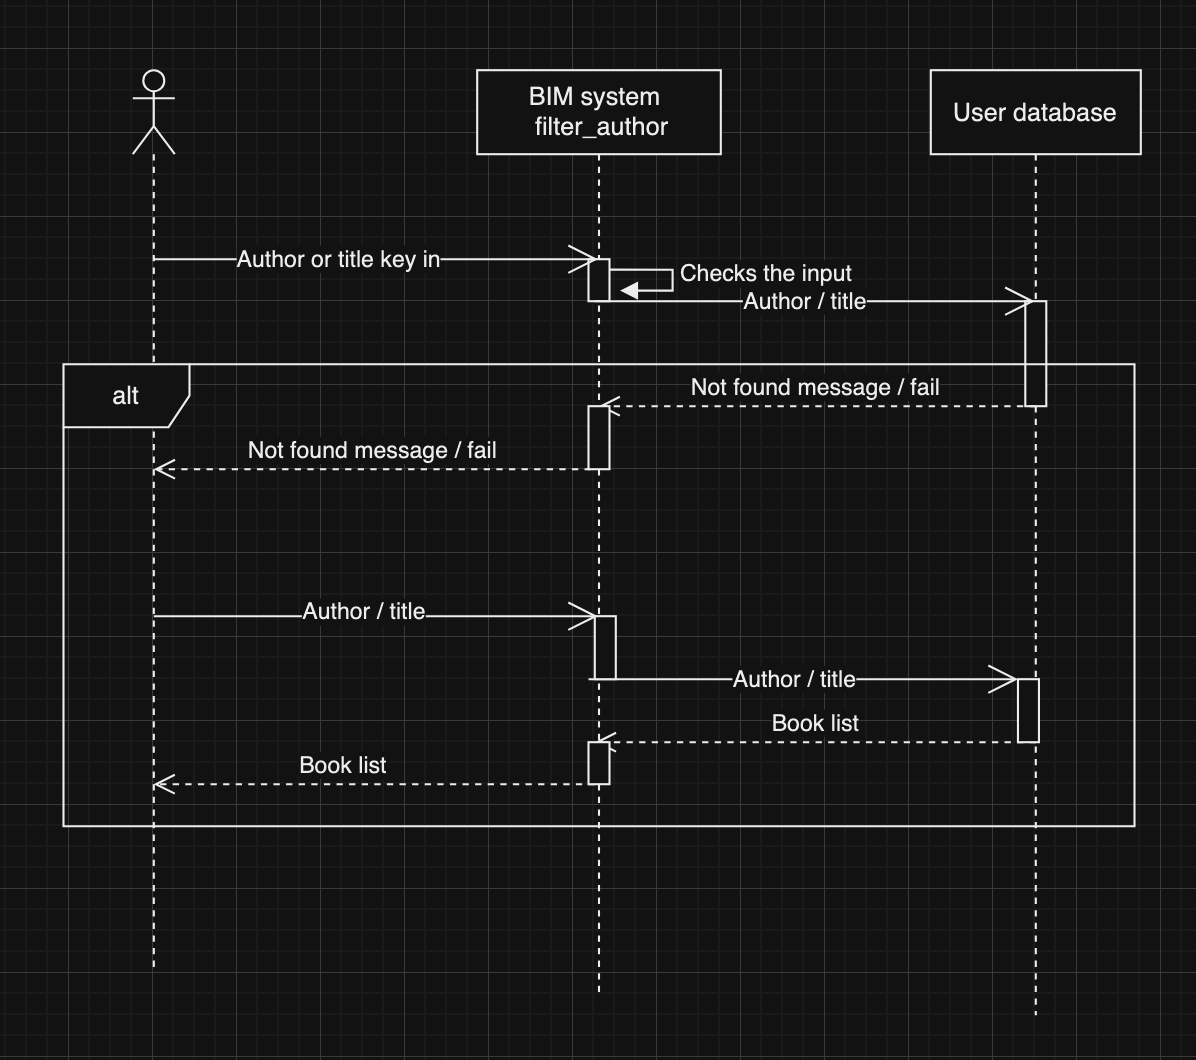 BIM system
filter_author
User database
Author or title key in
Checks the input
Author / title
alt
Not found message / fail
Not found message / fail
Author / title
Author / title
Book list
Book list